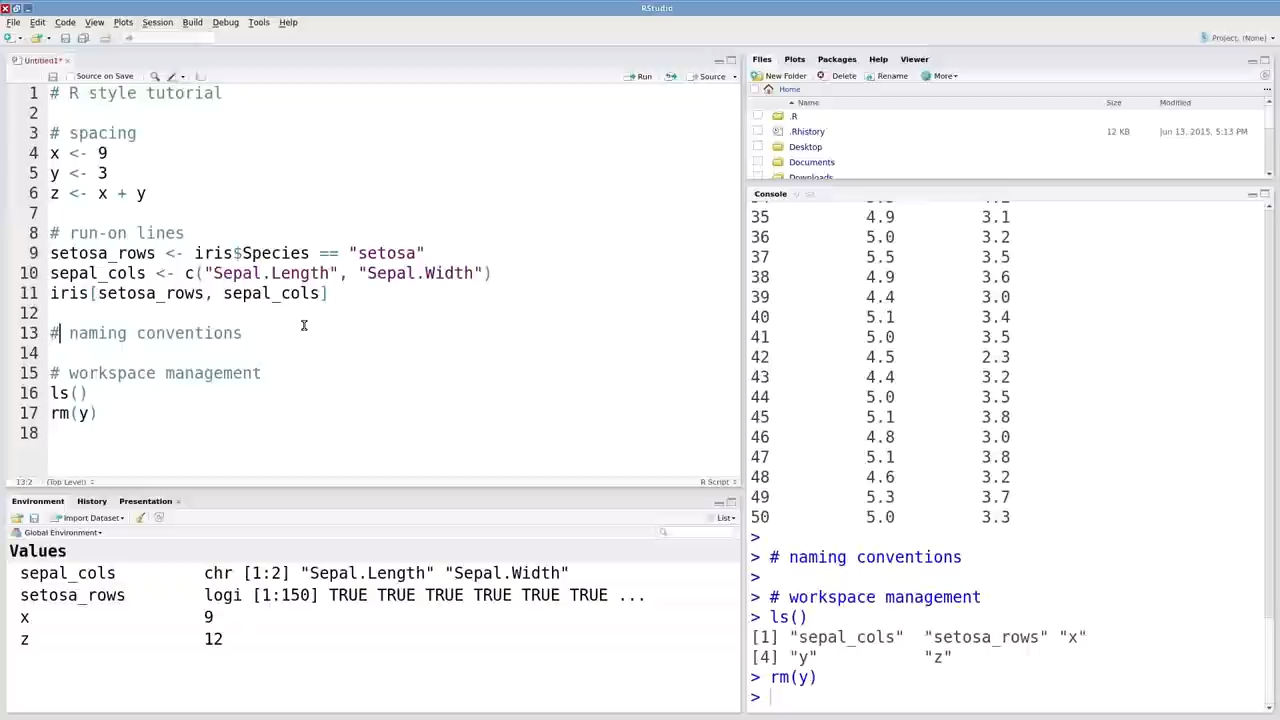 RStudio
File Edit Code View Plots Session Build Debug Tools Help
Project: (None)
Untitled1*
Source on Save Run Source
1 # R style tutorial
2
3 # spacing
4 x <- 9
5 y <- 3
6 z <- x + y
7
8 # run-on lines
9 setosa_rows <- iris$Species == "setosa"
10 sepal_cols <- c("Sepal.Length", "Sepal.Width")
11 iris[setosa_rows, sepal_cols]
12
13 # naming conventions
14
15 # workspace management
16 ls()
17 rm(y)
18
13:2 (Top Level) R Script
Environment History Presentation
Import Dataset List
Global Environment
Values
sepal_cols chr [1:2] "Sepal.Length" "Sepal.Width"
setosa_rows logi [1:150] TRUE TRUE TRUE TRUE TRUE TRUE ...
x 9
z 12
Files Plots Packages Help Viewer
New Folder Delete Rename More
Home ...
Name Size Modified
.R
.Rhistory 12 KB Jun 13, 2015, 5:13 PM
Desktop
Documents
Downloads
Console
35 4.9 3.1
36 5.0 3.2
37 5.5 3.5
38 4.9 3.6
39 4.4 3.0
40 5.1 3.4
41 5.0 3.5
42 4.5 2.3
43 4.4 3.2
44 5.0 3.5
45 5.1 3.8
46 4.8 3.0
47 5.1 3.8
48 4.6 3.2
49 5.3 3.7
50 5.0 3.3
>
> # naming conventions
>
> # workspace management
> ls()
[1] "sepal_cols" "setosa_rows" "x"
[4] "y" "z"
> rm(y)
>